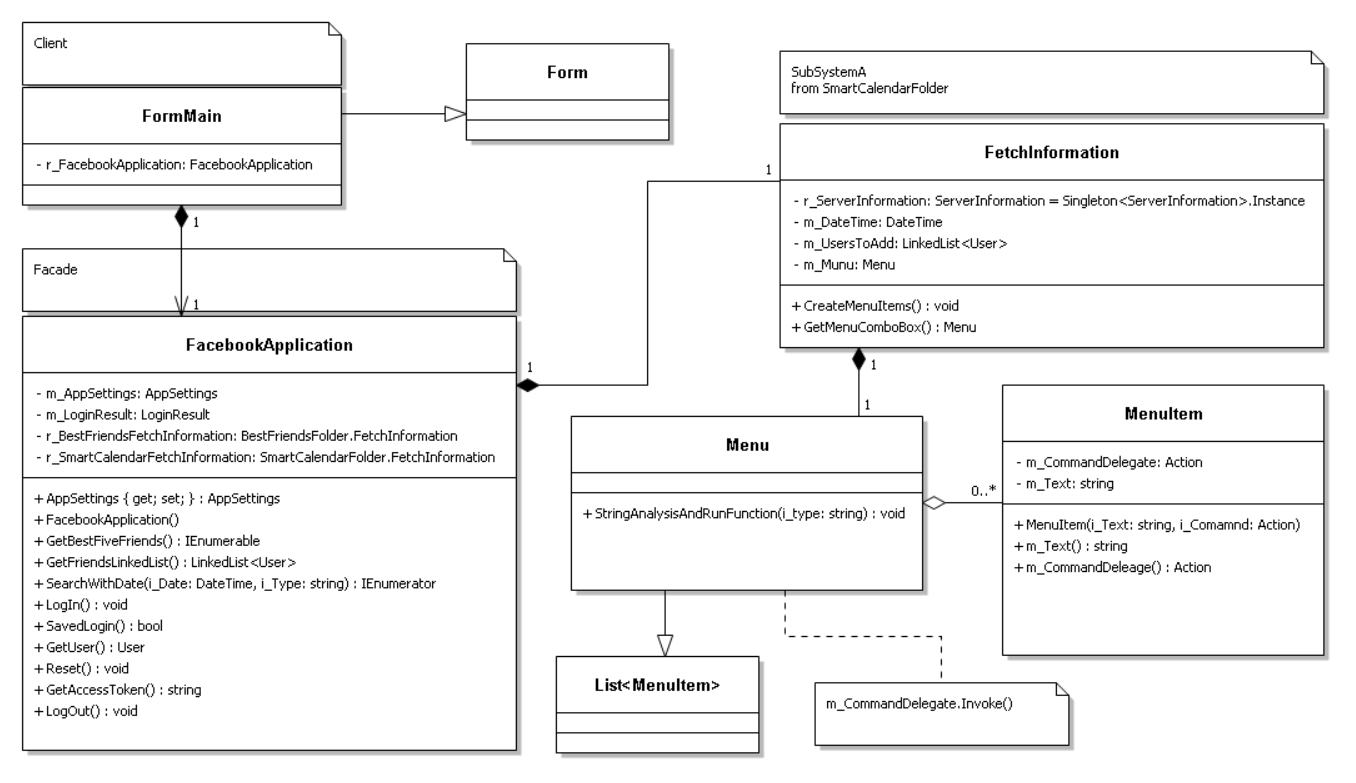 Client
FormMain
- r_FacebookApplication: FacebookApplication
Form
SubSystemA
from SmartCalendarFolder
FetchInformation
- r_ServerInformation: ServerInformation = Singleton<ServerInformation>.Instance
- m_DateTime: DateTime
- m_UsersToAdd: LinkedList<User>
- m_Munu: Menu
+ CreateMenuItems() : void
+ GetMenuComboBox() : Menu
1
1
1
Facade
FacebookApplication
- m_AppSettings: AppSettings
- m_LoginResult: LoginResult
- r_BestFriendsFetchInformation: BestFriendsFolder.FetchInformation
- r_SmartCalendarFetchInformation: SmartCalendarFolder.FetchInformation
+ AppSettings { get; set; } : AppSettings
+ FacebookApplication()
+ GetBestFiveFriends() : IEnumerable
+ GetFriendsLinkedList() : LinkedList<User>
+ SearchWithDate(i_Date: DateTime, i_Type: string) : IEnumerator
+ LogIn() : void
+ SavedLogin() : bool
+ GetUser() : User
+ Reset() : void
+ GetAccessToken() : string
+ LogOut() : void
1
1
1
Menu
+ StringAnalysisAndRunFunction(i_type: string) : void
0..*
MenuItem
- m_CommandDelegate: Action
- m_Text: string
+ MenuItem(i_Text: string, i_Comamnd: Action)
+ m_Text() : string
+ m_CommandDeleage() : Action
List<MenuItem>
m_CommandDelegate.Invoke()